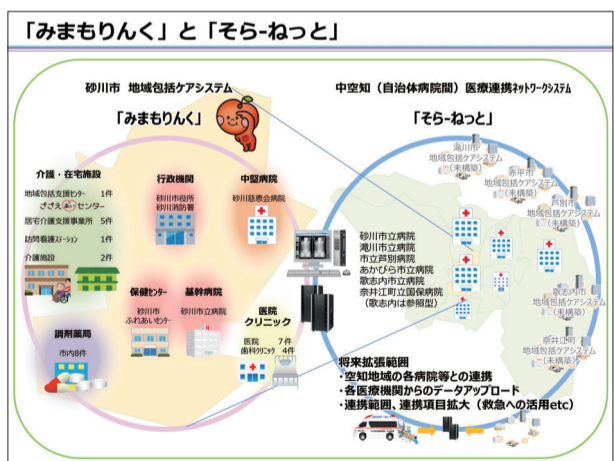 「みまもりんく」と「そら-ねっと」
砂川市 地域包括ケアシステム
「みまもりんく」
介護・在宅施設
地域包括支援センター 1件
ささえあいセンター
居宅介護支援事業所 5件
訪問看護ステーション 1件
介護施設 2件
行政機関
砂川市役所
砂川消防署
中堅病院
砂川慈恵会病院
保健センター
砂川市
ふれあいセンター
基幹病院
砂川市立病院
医院
クリニック
医院 7件
歯科クリニック 4件
調剤薬局
市内8件
中空知(自治体病院間)医療連携ネットワークシステム
「そら-ねっと」
滝川市
地域包括ケアシステム
(未構築)
赤平市
地域包括ケアシステム
(未構築)
芦別市
地域包括ケアシステム
(未構築)
砂川市立病院
滝川市立病院
市立芦別病院
あかびら市立病院
歌志内市立病院
奈井江町立国保病院
(歌志内は参照型)
歌志内市
地域包括ケアシステム
(未構築)
奈井江町
地域包括ケアシステム
(未構築)
将来拡張範囲
・空知地域の各病院等との連携
・各医療機関からのデータアップロード
・連携範囲、連携項目拡大(救急への活用etc)